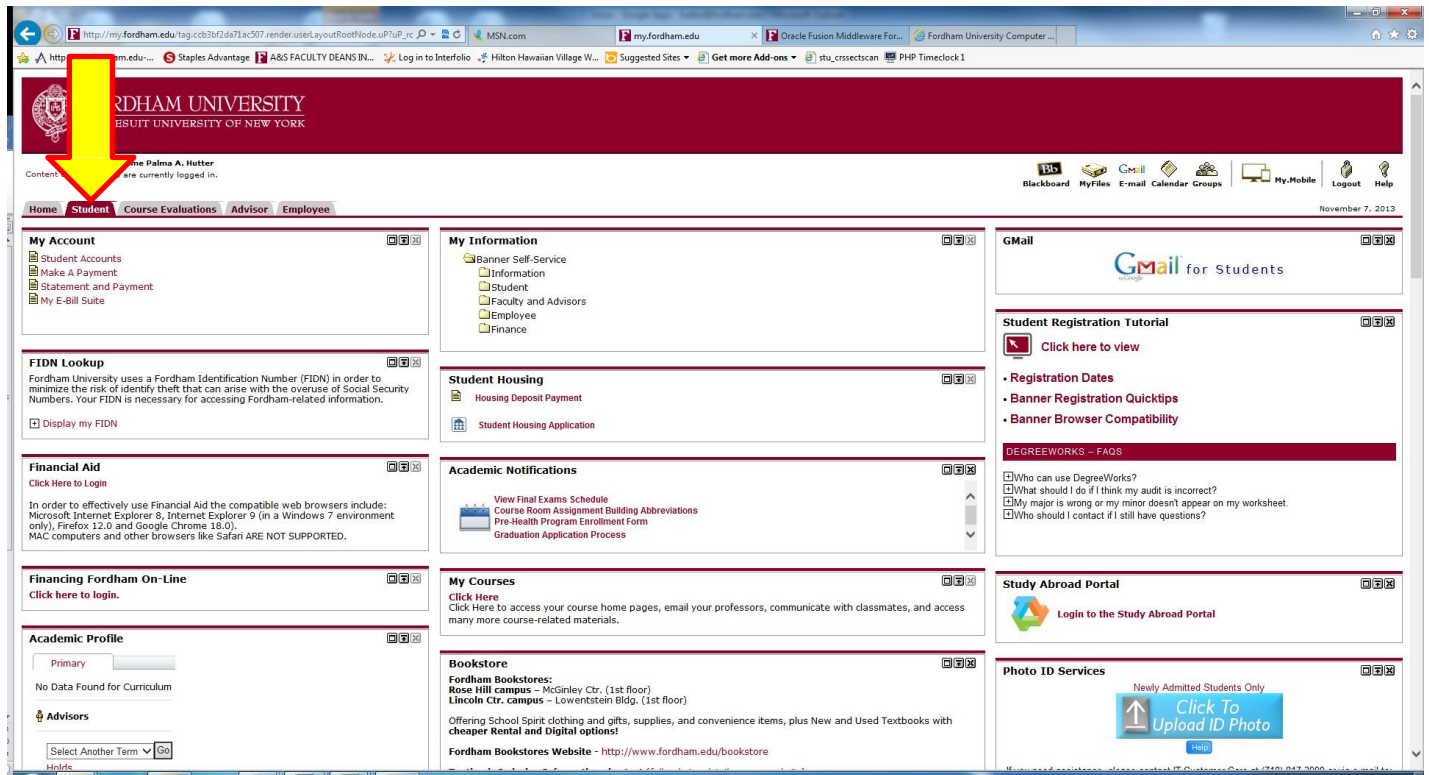 http://my.fordham.edu/tag.ccb3bf2da71ac507.render.userLayoutRootNode.uP?uP_rc
MSN.com
my.fordham.edu
Oracle Fusion Middleware For...
Fordham University Computer ...
http
am.edu-...
Staples Advantage
A&S FACULTY DEANS IN...
Log in to Interfolio
Hilton Hawaiian Village W...
Suggested Sites
Get more Add-ons
stu_crssectscan
PHP Timeclock 1
RDHAM UNIVERSITY
ESUIT UNIVERSITY OF NEW YORK
me Palma A. Hutter
Content
are currently logged in.
Bb
GMail
Blackboard MyFiles E-mail Calendar Groups My.Mobile Logout Help
Home Student Course Evaluations Advisor Employee
November 7, 2013
My Account
Student Accounts
Make A Payment
Statement and Payment
My E-Bill Suite
FIDN Lookup
Fordham University uses a Fordham Identification Number (FIDN) in order to
minimize the risk of identify theft that can arise with the overuse of Social Security
Numbers. Your FIDN is necessary for accessing Fordham-related information.
Display my FIDN
Financial Aid
Click Here to Login
In order to effectively use Financial Aid the compatible web browsers include:
Microsoft Internet Explorer 8, Internet Explorer 9 (in a Windows 7 environment
only), Firefox 12.0 and Google Chrome 18.0).
MAC computers and other browsers like Safari ARE NOT SUPPORTED.
Financing Fordham On-Line
Click here to login.
Academic Profile
Primary
No Data Found for Curriculum
Advisors
Select Another Term Go
Holds
My Information
Banner Self-Service
Information
Student
Faculty and Advisors
Employee
Finance
Student Housing
Housing Deposit Payment
Student Housing Application
Academic Notifications
View Final Exams Schedule
Course Room Assignment Building Abbreviations
Pre-Health Program Enrollment Form
Graduation Application Process
My Courses
Click Here
Click Here to access your course home pages, email your professors, communicate with classmates, and access
many more course-related materials.
Bookstore
Fordham Bookstores:
Rose Hill campus – McGinley Ctr. (1st floor)
Lincoln Ctr. campus – Lowentstein Bldg. (1st floor)
Offering School Spirit clothing and gifts, supplies, and convenience items, plus New and Used Textbooks with
cheaper Rental and Digital options!
Fordham Bookstores Website - http://www.fordham.edu/bookstore
GMail
GMail for Students
by Google
Student Registration Tutorial
Click here to view
• Registration Dates
• Banner Registration Quicktips
• Banner Browser Compatibility
DEGREEWORKS – FAQS
Who can use DegreeWorks?
What should I do if I think my audit is incorrect?
My major is wrong or my minor doesn't appear on my worksheet.
Who should I contact if I still have questions?
Study Abroad Portal
Login to the Study Abroad Portal
Photo ID Services
Newly Admitted Students Only
Click To
Upload ID Photo
Help